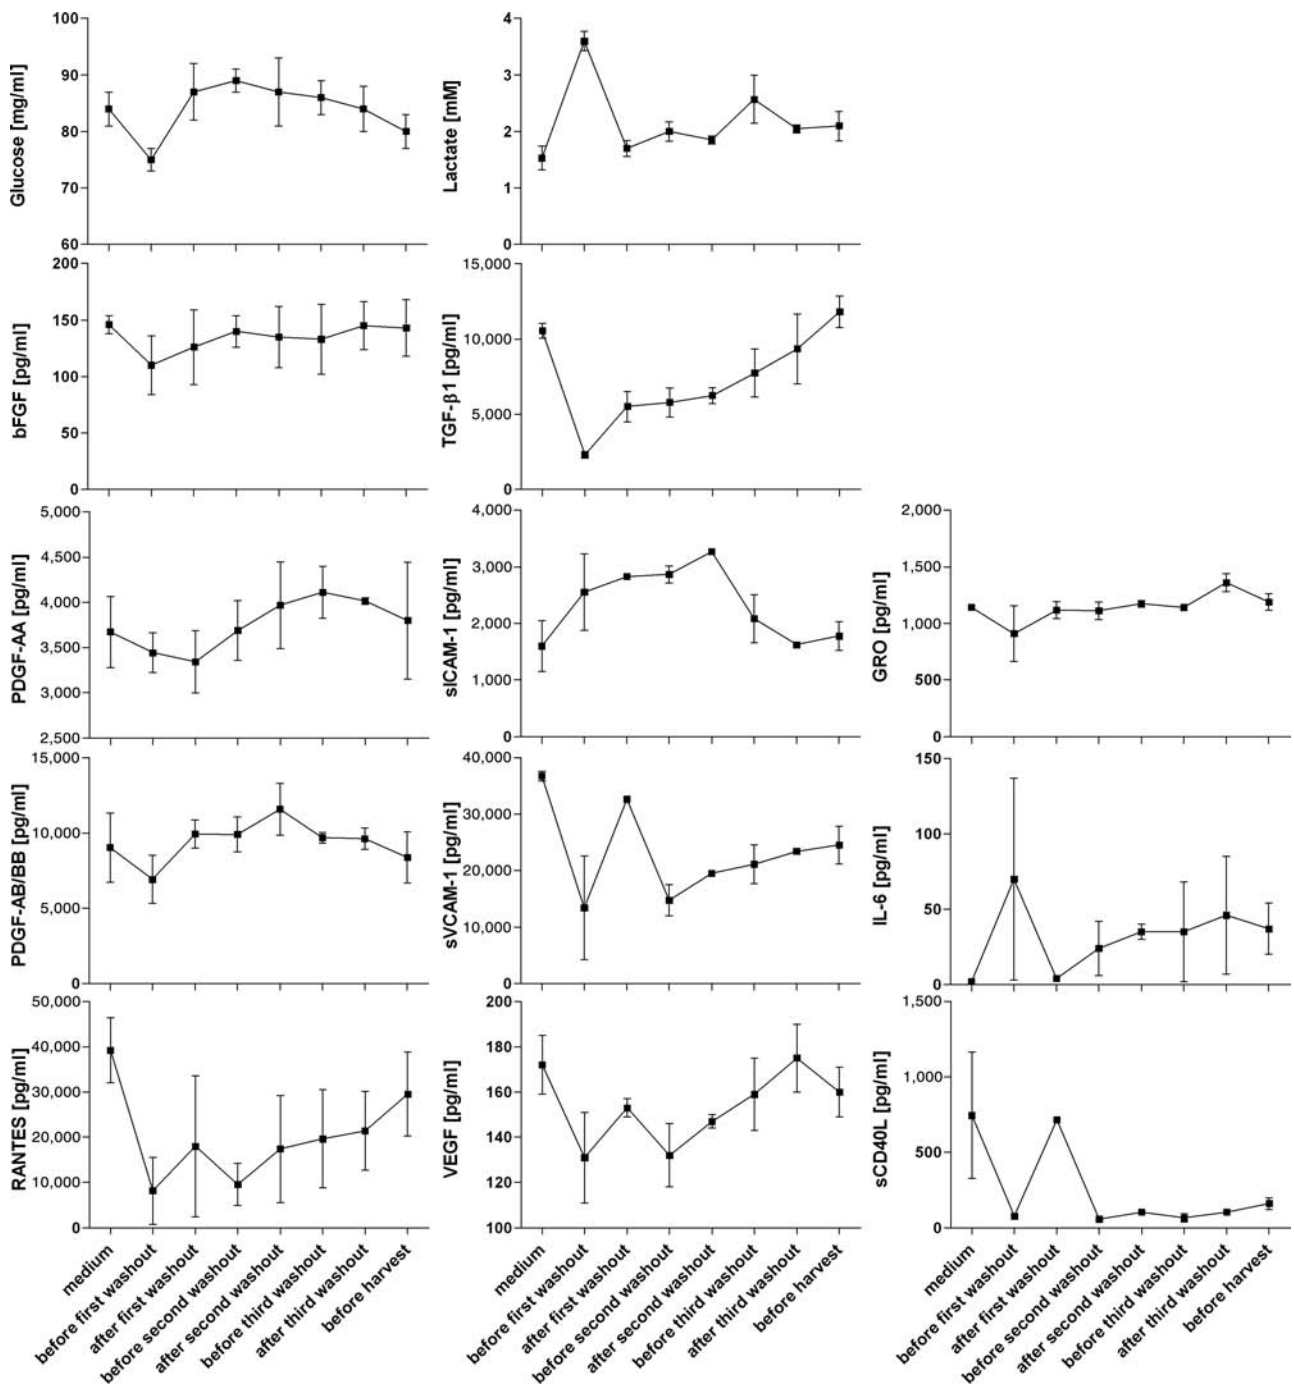 Glucose [mg/ml]
100
90
80
70
60
Lactate [mM]
4
3
2
1
0
bFGF [pg/ml]
200
150
100
50
0
TGF-β1 [pg/ml]
15,000
10,000
5,000
0
PDGF-AA [pg/ml]
5,000
4,500
4,000
3,500
3,000
2,500
sICAM-1 [pg/ml]
4,000
3,000
2,000
1,000
0
GRO [pg/ml]
2,000
1,500
1,000
500
0
PDGF-AB/BB [pg/ml]
15,000
10,000
5,000
0
sVCAM-1 [pg/ml]
40,000
30,000
20,000
10,000
0
IL-6 [pg/ml]
150
100
50
0
RANTES [pg/ml]
50,000
40,000
30,000
20,000
10,000
0
VEGF [pg/ml]
200
180
160
140
120
100
sCD40L [pg/ml]
1,500
1,000
500
0
medium
before first washout
after first washout
before second washout
after second washout
before third washout
after third washout
before harvest
medium
before first washout
after first washout
before second washout
after second washout
before third washout
after third washout
before harvest
medium
before first washout
after first washout
before second washout
after second washout
before third washout
after third washout
before harvest